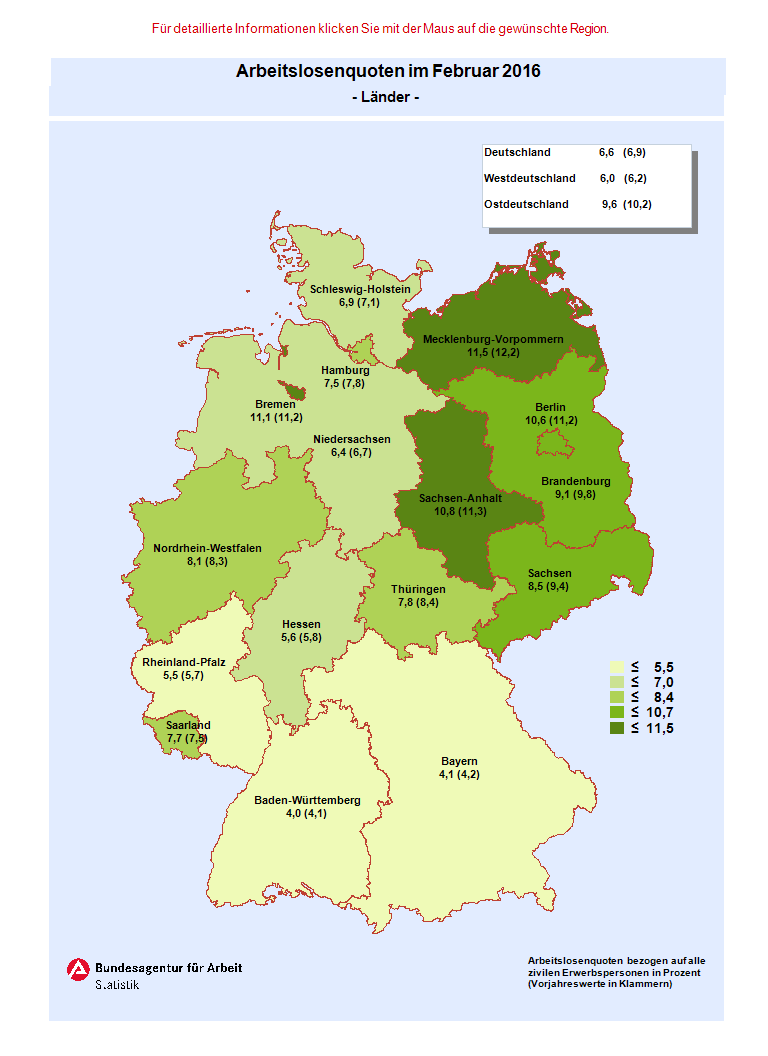 Für detaillierte Informationen klicken Sie mit der Maus auf die gewünschte Region.
Arbeitslosenquoten im Februar 2016
- Länder -
Deutschland 6,6 (6,9)
Westdeutschland 6,0 (6,2)
Ostdeutschland 9,6 (10,2)
Schleswig-Holstein
6,9 (7,1)
Mecklenburg-Vorpommern
11,5 (12,2)
Hamburg
7,5 (7,8)
Bremen
11,1 (11,2)
Berlin
10,6 (11,2)
Niedersachsen
6,4 (6,7)
Brandenburg
9,1 (9,8)
Sachsen-Anhalt
10,8 (11,3)
Nordrhein-Westfalen
8,1 (8,3)
Sachsen
8,5 (9,4)
Thüringen
7,8 (8,4)
Hessen
5,6 (5,8)
Rheinland-Pfalz
5,5 (5,7)
Saarland
7,7 (7,5)
Bayern
4,1 (4,2)
Baden-Württemberg
4,0 (4,1)
≤ 5,5
≤ 7,0
≤ 8,4
≤ 10,7
≤ 11,5
Bundesagentur für Arbeit
Statistik
Arbeitslosenquoten bezogen auf alle
zivilen Erwerbspersonen in Prozent
(Vorjahreswerte in Klammern)